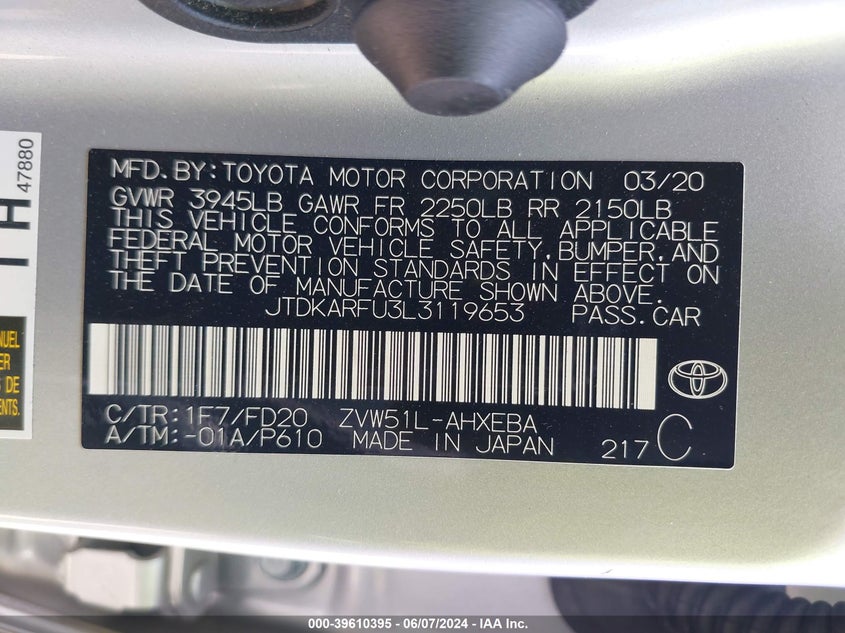 MFD.BY:TOYOTA MOTOR CORPORATION 03/20
GVWR 3945LB GAWR FR 2250LB RR 2150LB
THIS VEHICLE CONFORMS TO ALL APPLICABLE
FEDERAL MOTOR VEHICLE SAFETY,BUMPER,AND
THEFT PREVENTION STANDARDS IN EFFECT ON
THE DATE OF MANUFACTURE SHOWN ABOVE.
JTDKARFU3L3119653 PASS.CAR
C/TR:1F7/FD20 ZVW51L-AHXEBA
A/TM:-01A/P610 MADE IN JAPAN 217 C
47880
DE
000-39610395 - 06/07/2024 - IAA Inc.